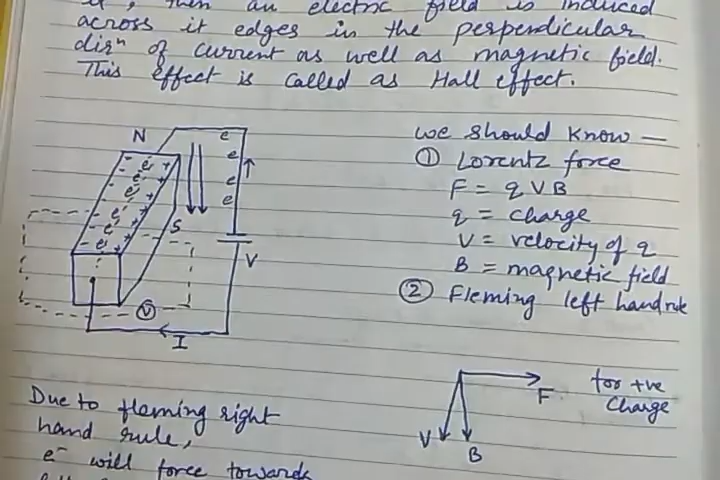 it, then an electric field is induced
across it edges in the perpendicular
dirⁿ of current as well as magnetic field.
This effect is called as Hall effect.
we should know —
① Lorentz force
F = qVB
q = charge
V = velocity of q
B = magnetic field
② Fleming left hand rule
N
e
e
e
e
e⁻
e⁻
e⁻
e⁻
e⁻
e⁻
S
V
V
I
F
for +ve
charge
V
B
Due to fleming right
hand rule,
e⁻ will force towards